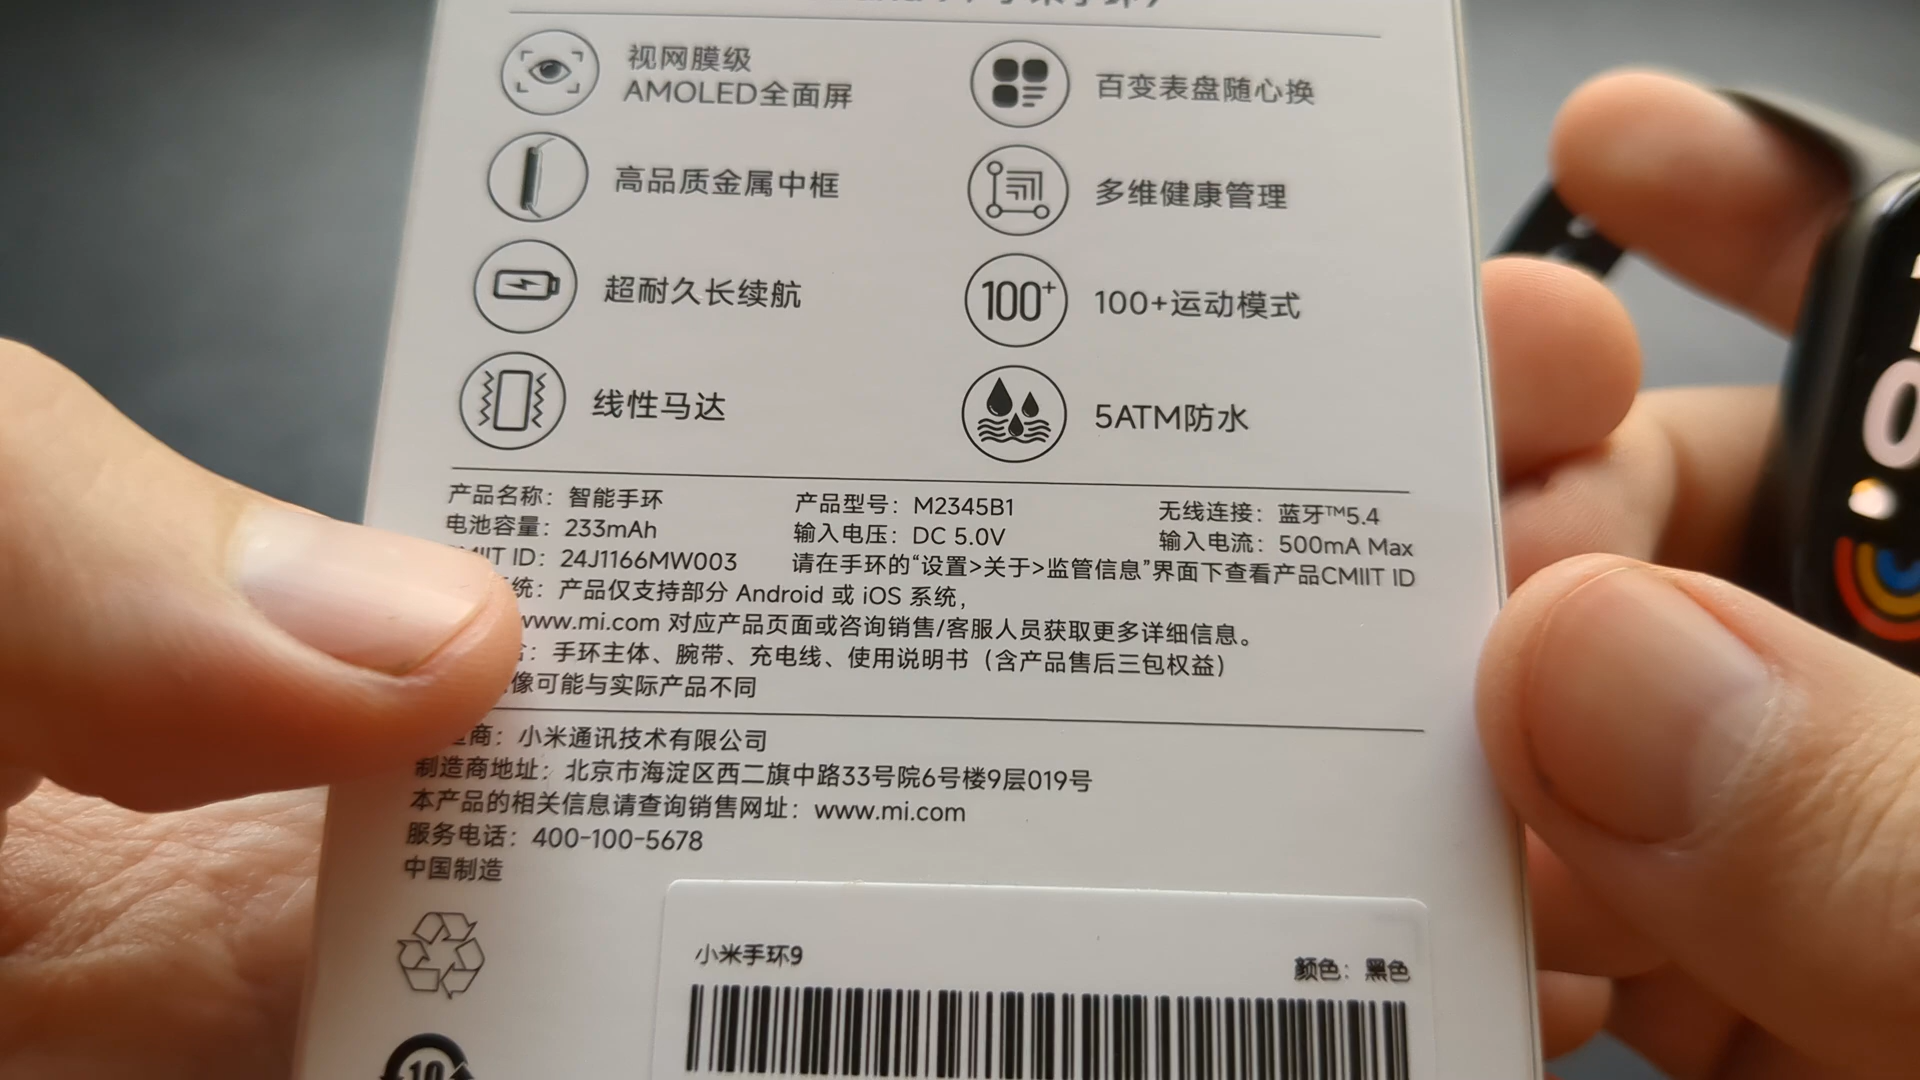 视网膜级
AMOLED全面屏
百变表盘随心换
高品质金属中框
多维健康管理
超耐久长续航
100+
100+运动模式
线性马达
5ATM防水
产品名称：智能手环
产品型号：M2345B1
无线连接：蓝牙™5.4
电池容量：233mAh
输入电压：DC 5.0V
输入电流：500mA Max
ID：24J1166MW003
请在手环的“设置>关于>监管信息”界面下查看产品CMIIT ID
统：产品仅支持部分 Android 或 iOS 系统，
www.mi.com 对应产品页面或咨询销售/客服人员获取更多详细信息。
：手环主体、腕带、充电线、使用说明书（含产品售后三包权益）
像可能与实际产品不同
商：小米通讯技术有限公司
制造商地址：北京市海淀区西二旗中路33号院6号楼9层019号
本产品的相关信息请查询销售网址：www.mi.com
服务电话：400-100-5678
中国制造
小米手环9
颜色：黑色
10
0